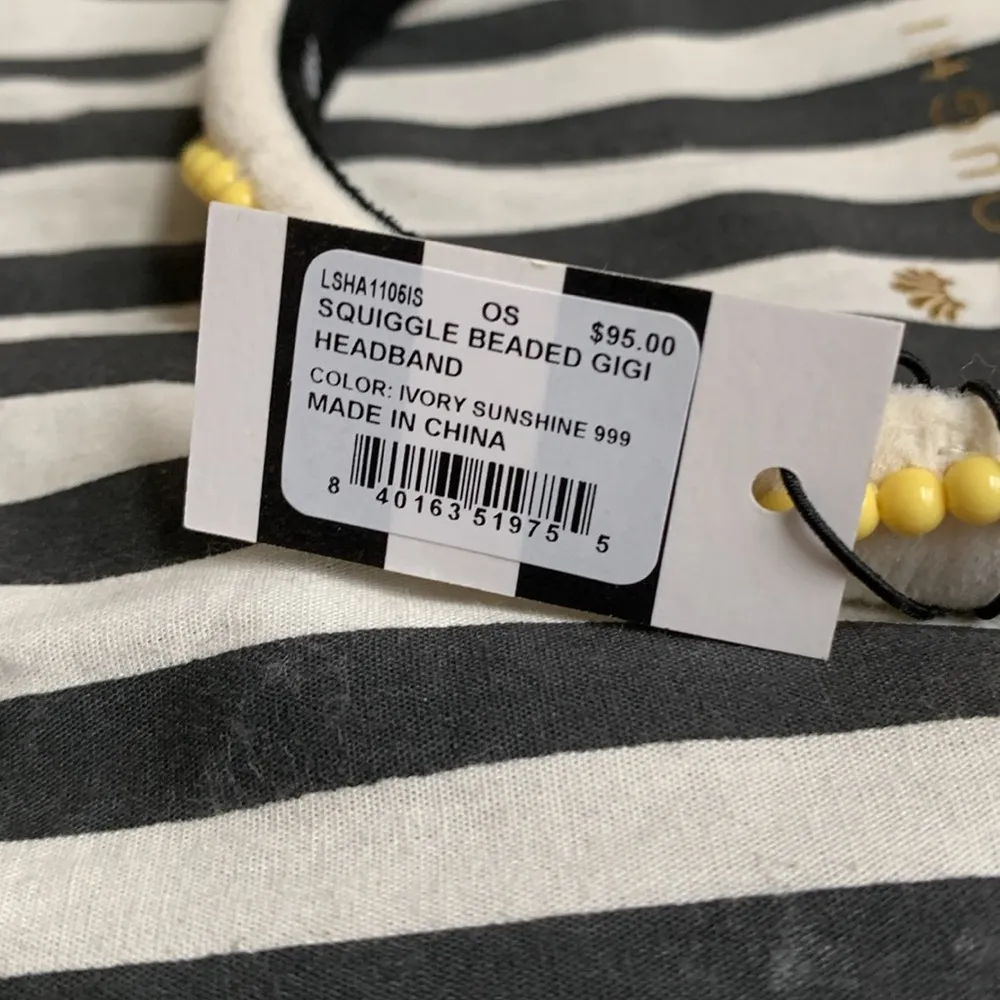 LSHA1106IS OS $95.00
SQUIGGLE BEADED GIGI
HEADBAND
COLOR: IVORY SUNSHINE 999
MADE IN CHINA
8 40163 51975 5